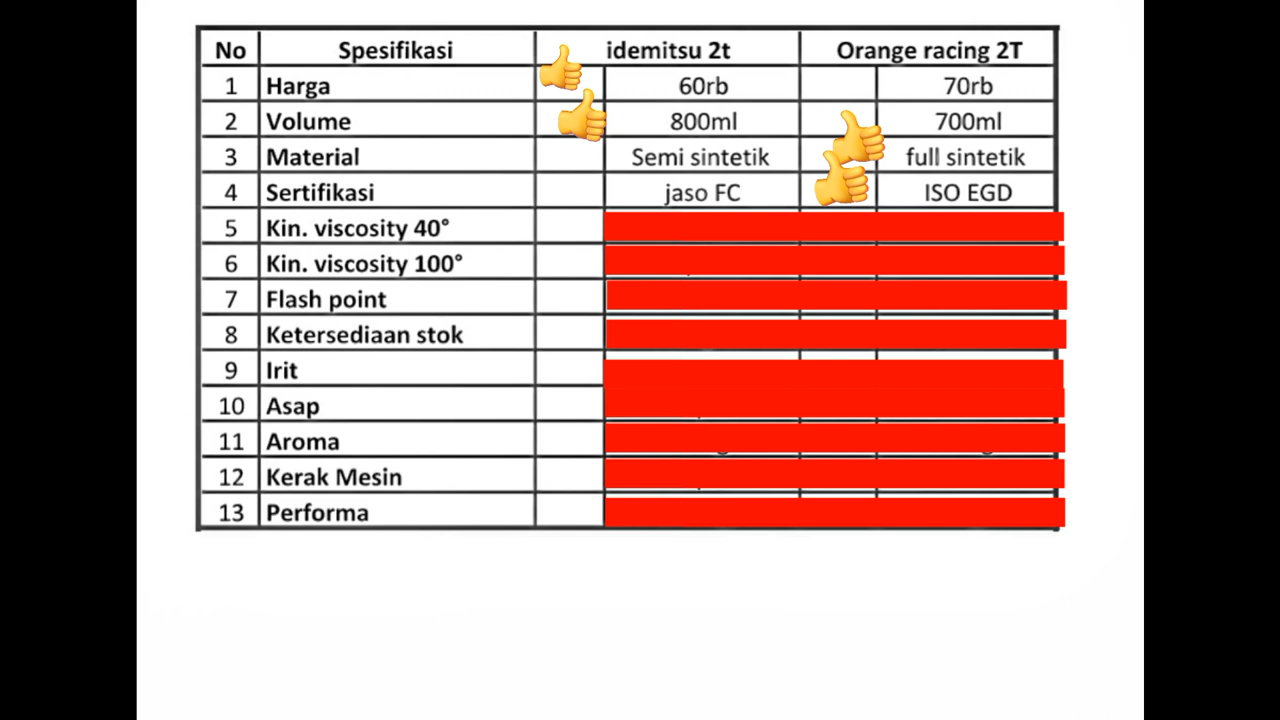 No Spesifikasi idemitsu 2t Orange racing 2T
1 Harga 60rb 70rb
2 Volume 800ml 700ml
3 Material Semi sintetik full sintetik
4 Sertifikasi jaso FC ISO EGD
5 Kin. viscosity 40°
6 Kin. viscosity 100°
7 Flash point
8 Ketersediaan stok
9 Irit
10 Asap
11 Aroma
12 Kerak Mesin
13 Performa